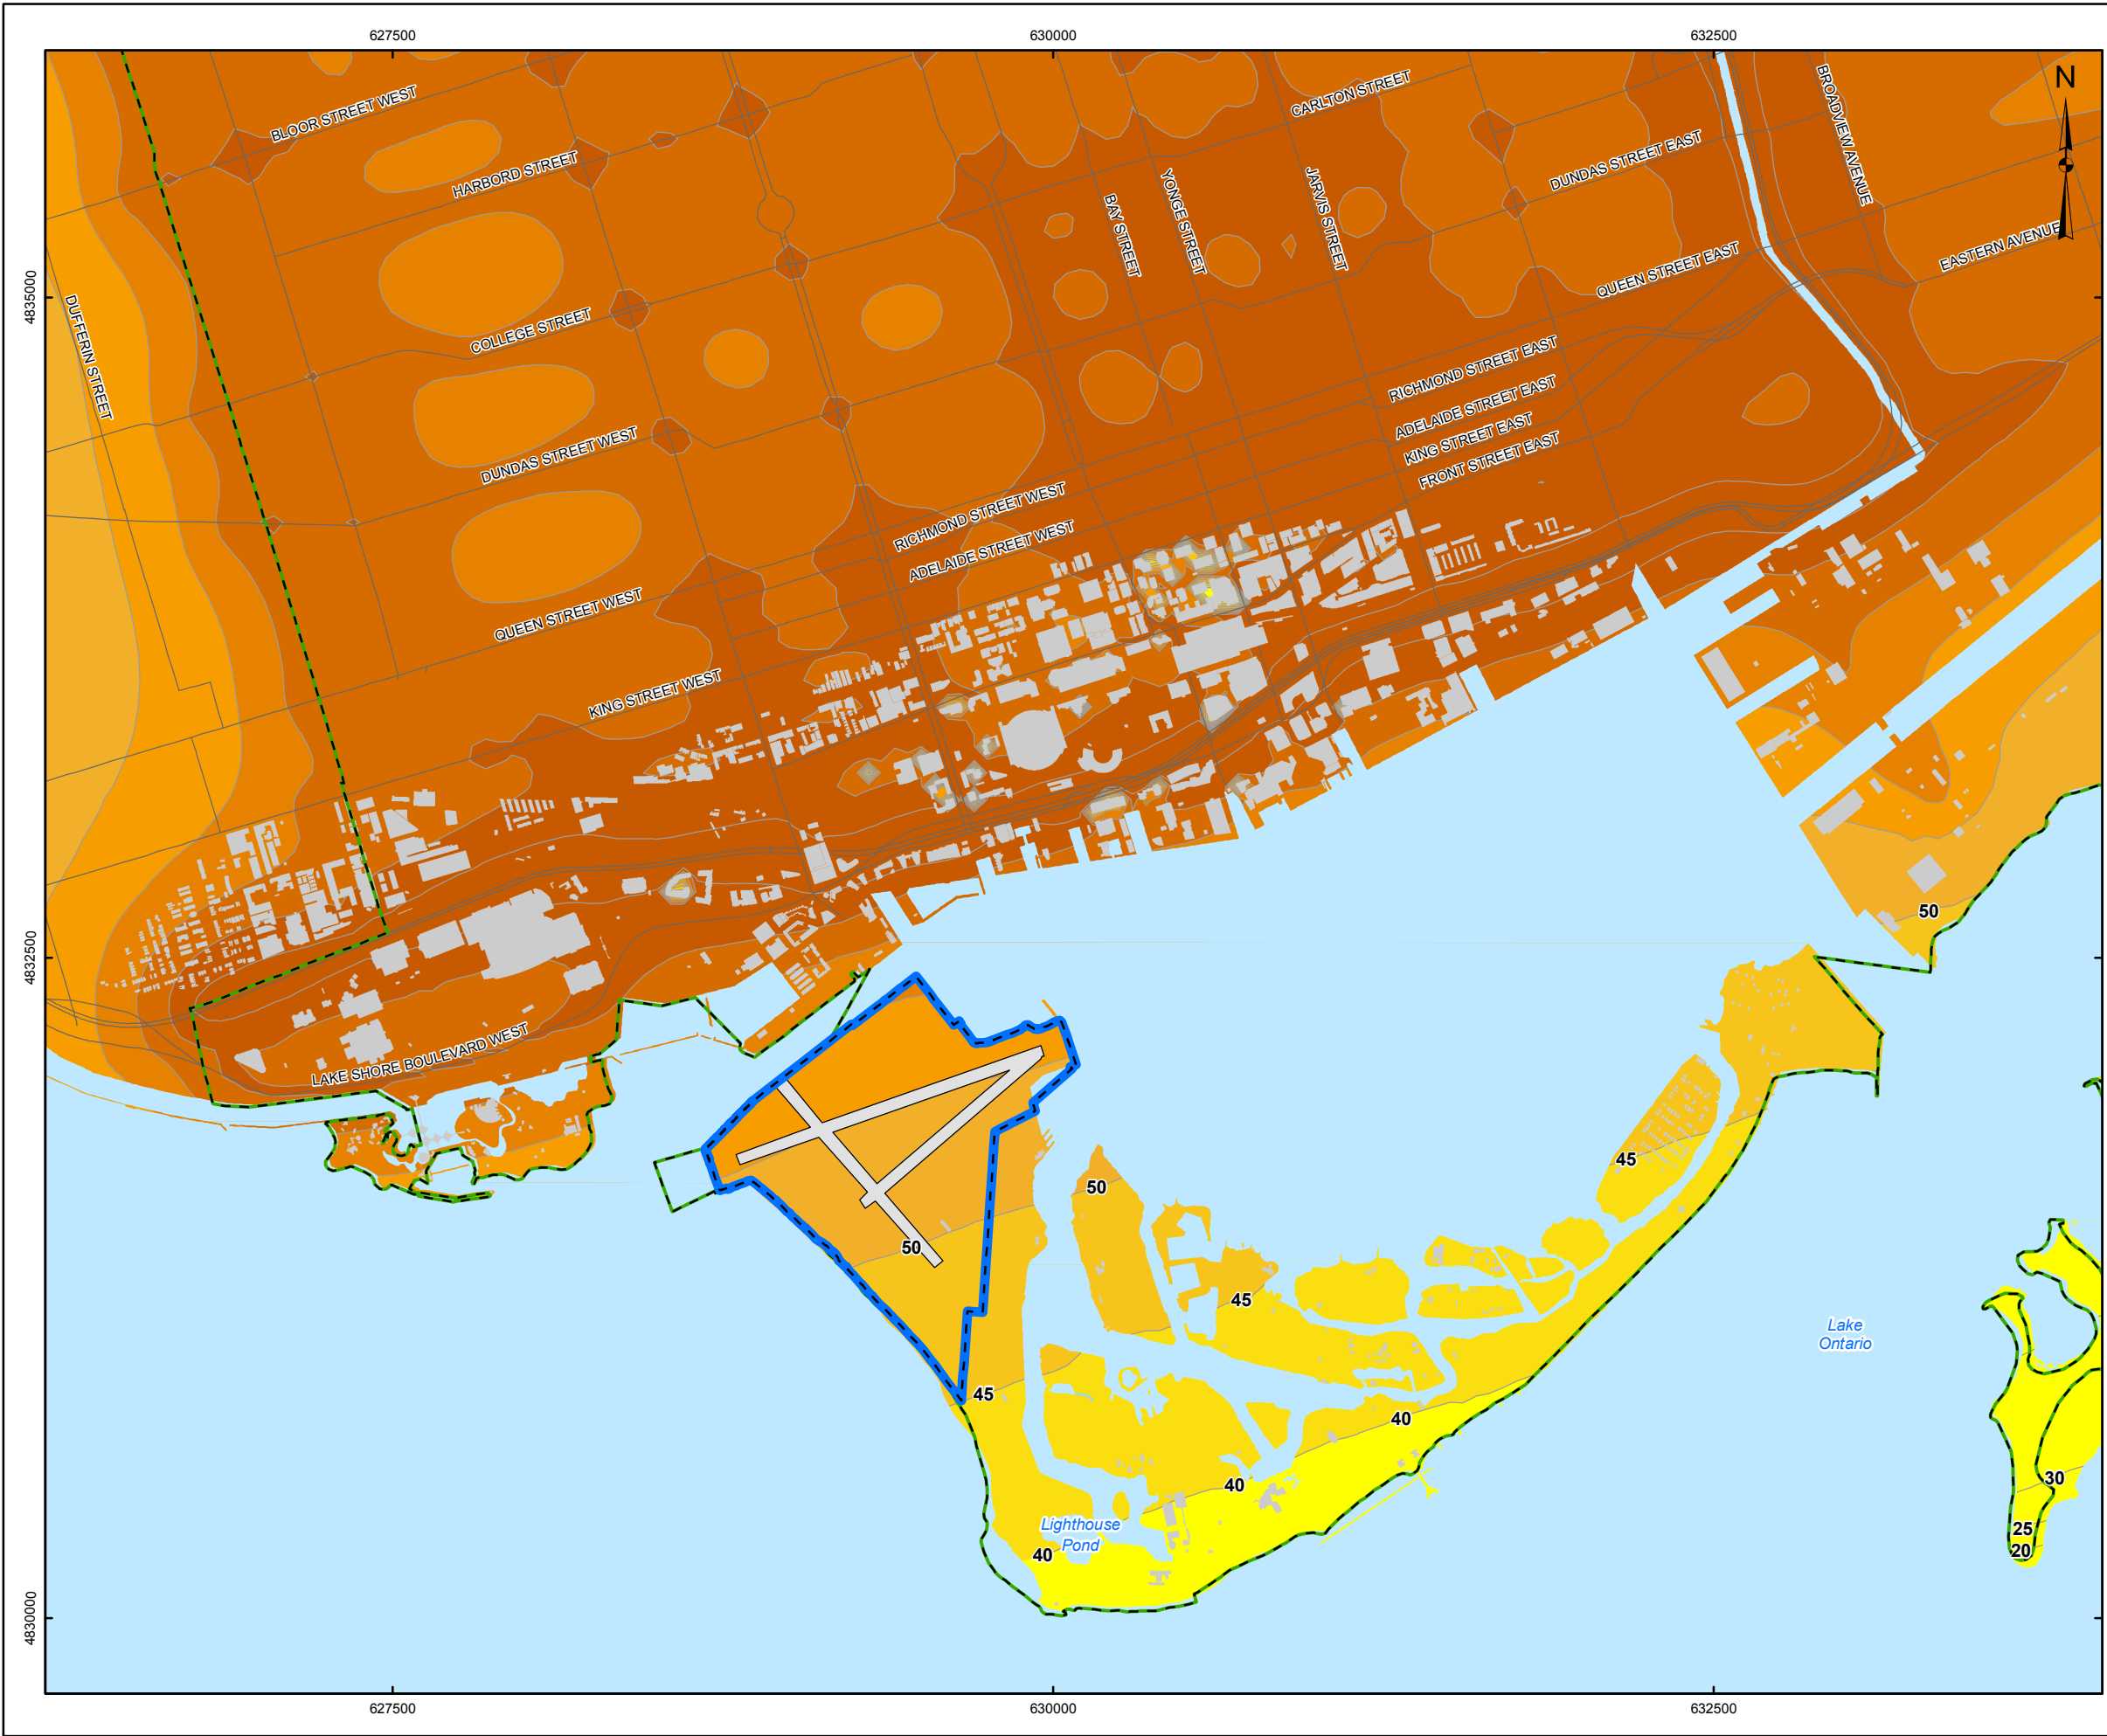 627500
630000
632500
N
BLOOR STREET WEST
CARLTON STREET
BROADVIEW AVENUE
HARBORD STREET
DUNDAS STREET EAST
YONGE STREET
JARVIS STREET
BAY STREET
EASTERN AVENUE
QUEEN STREET EAST
4835000
DUFFERIN STREET
COLLEGE STREET
RICHMOND STREET EAST
ADELAIDE STREET EAST
KING STREET EAST
FRONT STREET EAST
DUNDAS STREET WEST
RICHMOND STREET WEST
ADELAIDE STREET WEST
QUEEN STREET WEST
KING STREET WEST
50
4832500
LAKE SHORE BOULEVARD WEST
45
50
50
45
Lake
Ontario
45
40
40
30
Lighthouse
Pond
25
40
20
4830000
627500
630000
632500